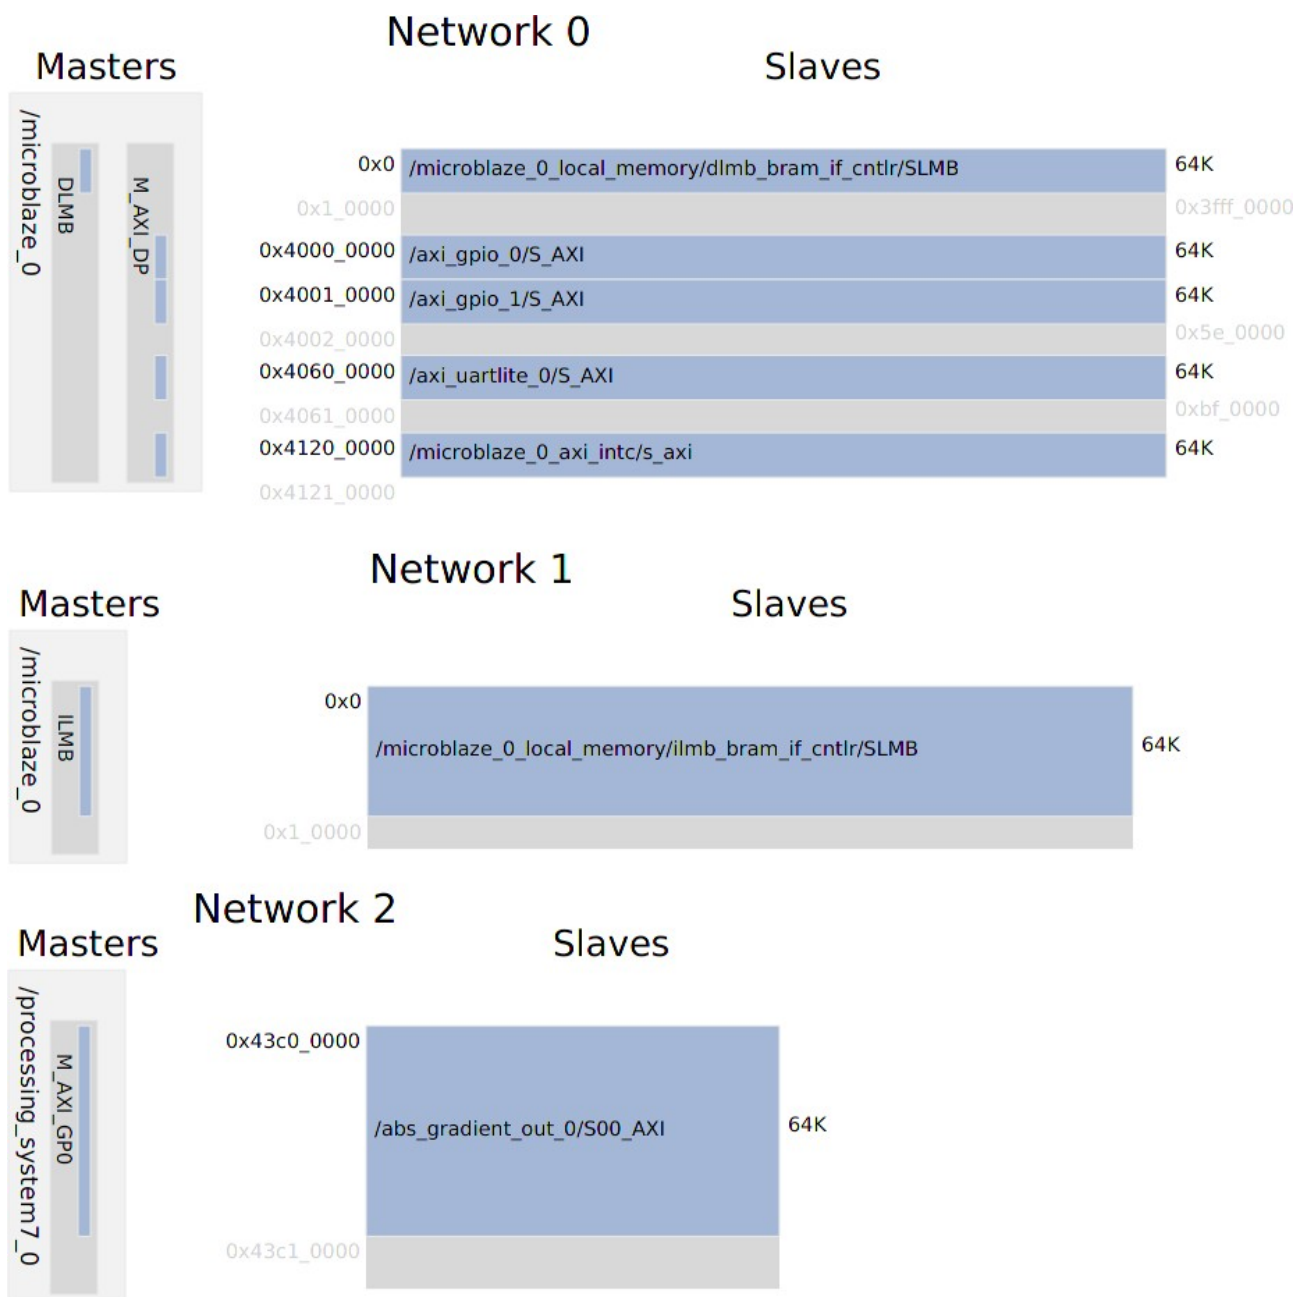 Network 0
Masters
Slaves
/microblaze_0
DLMB
M_AXI_DP
0x0 /microblaze_0_local_memory/dlmb_bram_if_cntlr/SLMB 64K
0x1_0000 0x3fff_0000
0x4000_0000 /axi_gpio_0/S_AXI 64K
0x4001_0000 /axi_gpio_1/S_AXI 64K
0x4002_0000 0x5e_0000
0x4060_0000 /axi_uartlite_0/S_AXI 64K
0x4061_0000 0xbf_0000
0x4120_0000 /microblaze_0_axi_intc/s_axi 64K
0x4121_0000
Network 1
Masters
Slaves
/microblaze_0
ILMB
0x0
/microblaze_0_local_memory/ilmb_bram_if_cntlr/SLMB 64K
0x1_0000
Network 2
Masters
Slaves
/processing_system7_0
M_AXI_GP0
0x43c0_0000
/abs_gradient_out_0/S00_AXI 64K
0x43c1_0000